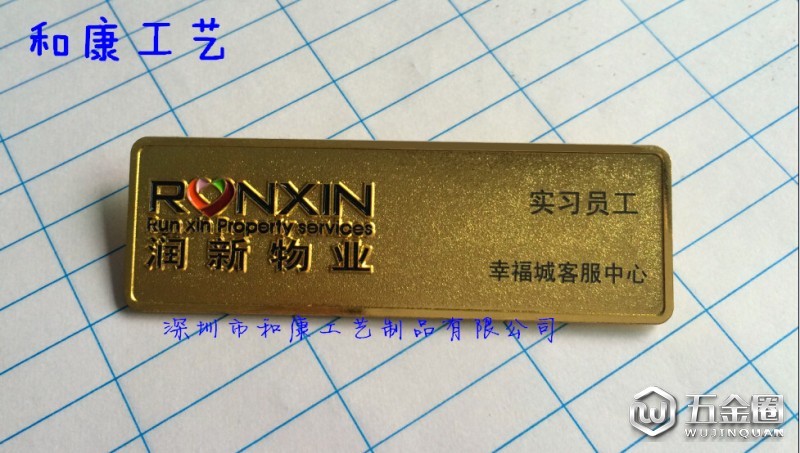 和康工艺
RUNXIN
Run xin Property services
润新物业
实习员工
幸福城客服中心
深圳市和康工艺制品有限公司
五金圈
WUJINQUAN